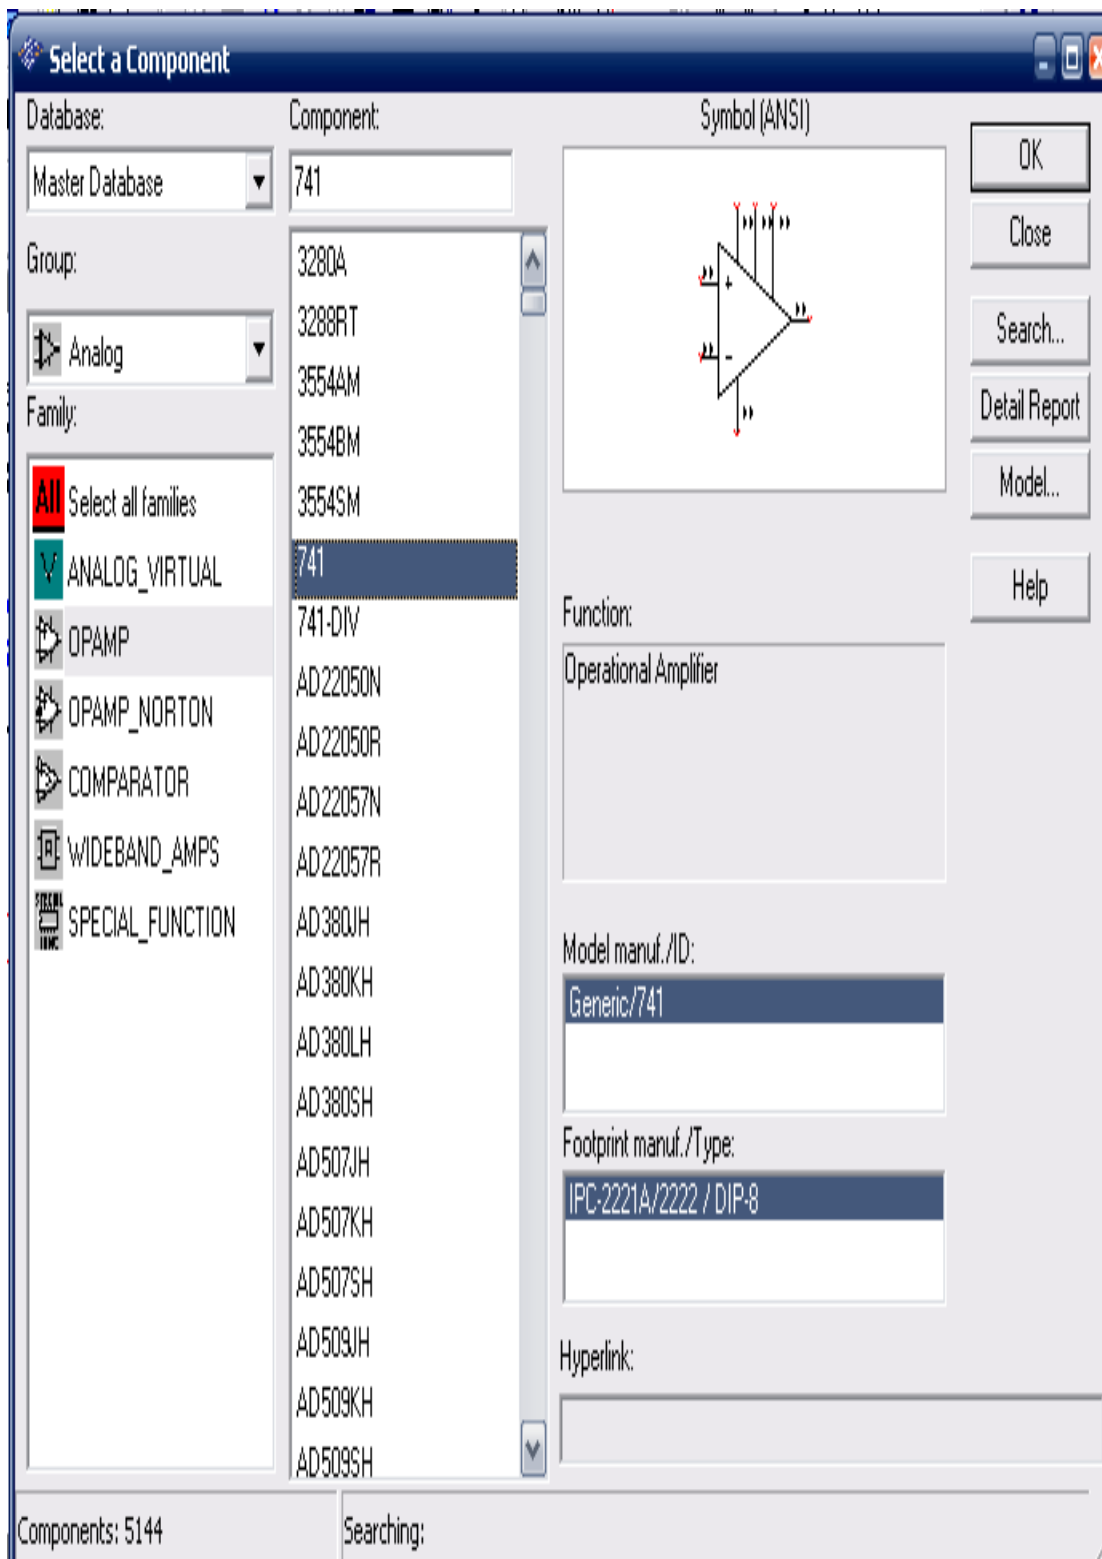 Select a Component
Database:
Master Database
Group:
Analog
Family:
All Select all families
ANALOG_VIRTUAL
OPAMP
OPAMP_NORTON
COMPARATOR
WIDEBAND_AMPS
SPECIAL_FUNCTION
Component:
741
3280A
3288RT
3554AM
3554BM
3554SM
741
741-DIV
AD22050N
AD22050R
AD22057N
AD22057R
AD380JH
AD380KH
AD380LH
AD380SH
AD507JH
AD507KH
AD507SH
AD509JH
AD509KH
AD509SH
Symbol (ANSI)
Function:
Operational Amplifier
Model manuf./ID:
Generic/741
Footprint manuf./Type:
IPC-2221A/2222 / DIP-8
Hyperlink:
OK
Close
Search...
Detail Report
Model...
Help
Components: 5144
Searching: